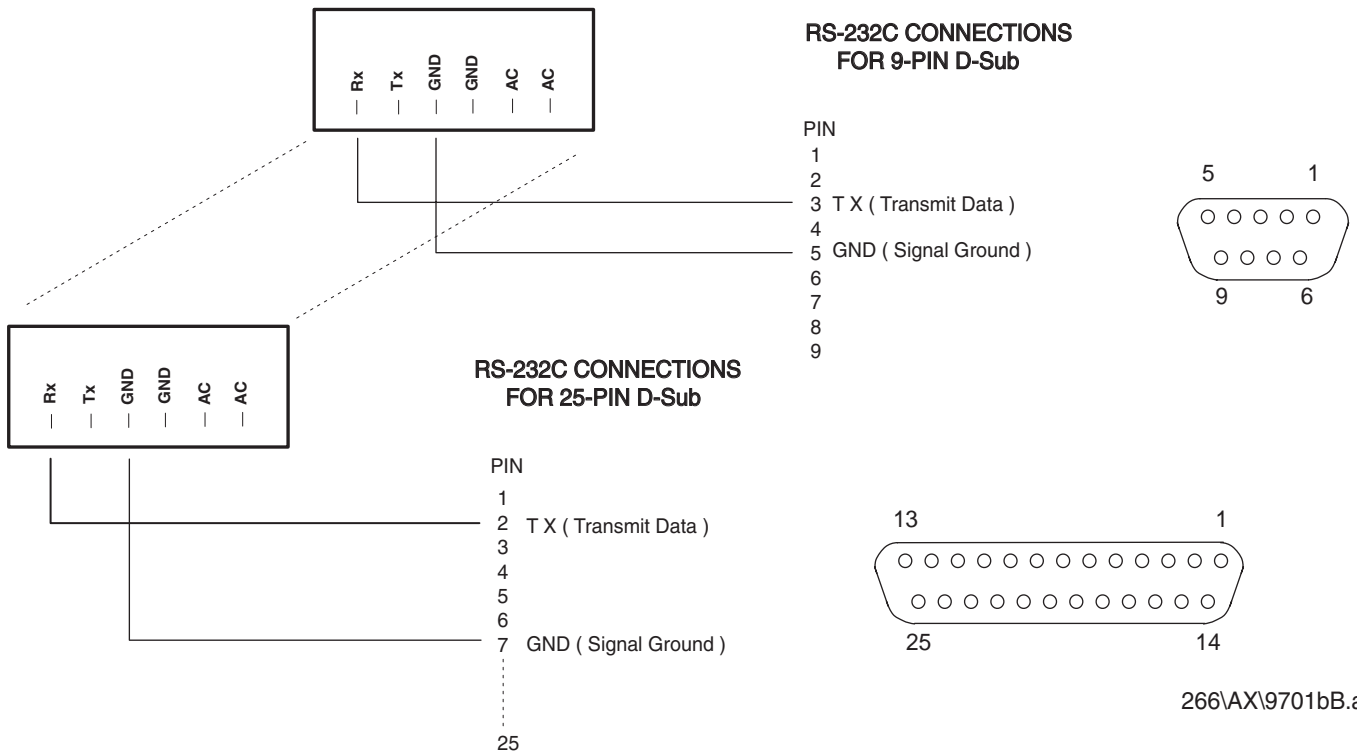 RS-232C CONNECTIONS
FOR 9-PIN D-Sub
Rx
Tx
GND
GND
AC
AC
PIN
1
2
3 T X ( Transmit Data )
4
5 GND ( Signal Ground )
6
7
8
9
5 1
9 6
Rx
Tx
GND
GND
AC
AC
RS-232C CONNECTIONS
FOR 25-PIN D-Sub
PIN
1
2 T X ( Transmit Data )
3
4
5
6
7 GND ( Signal Ground )
25
13 1
25 14
266\AX\9701bB.a